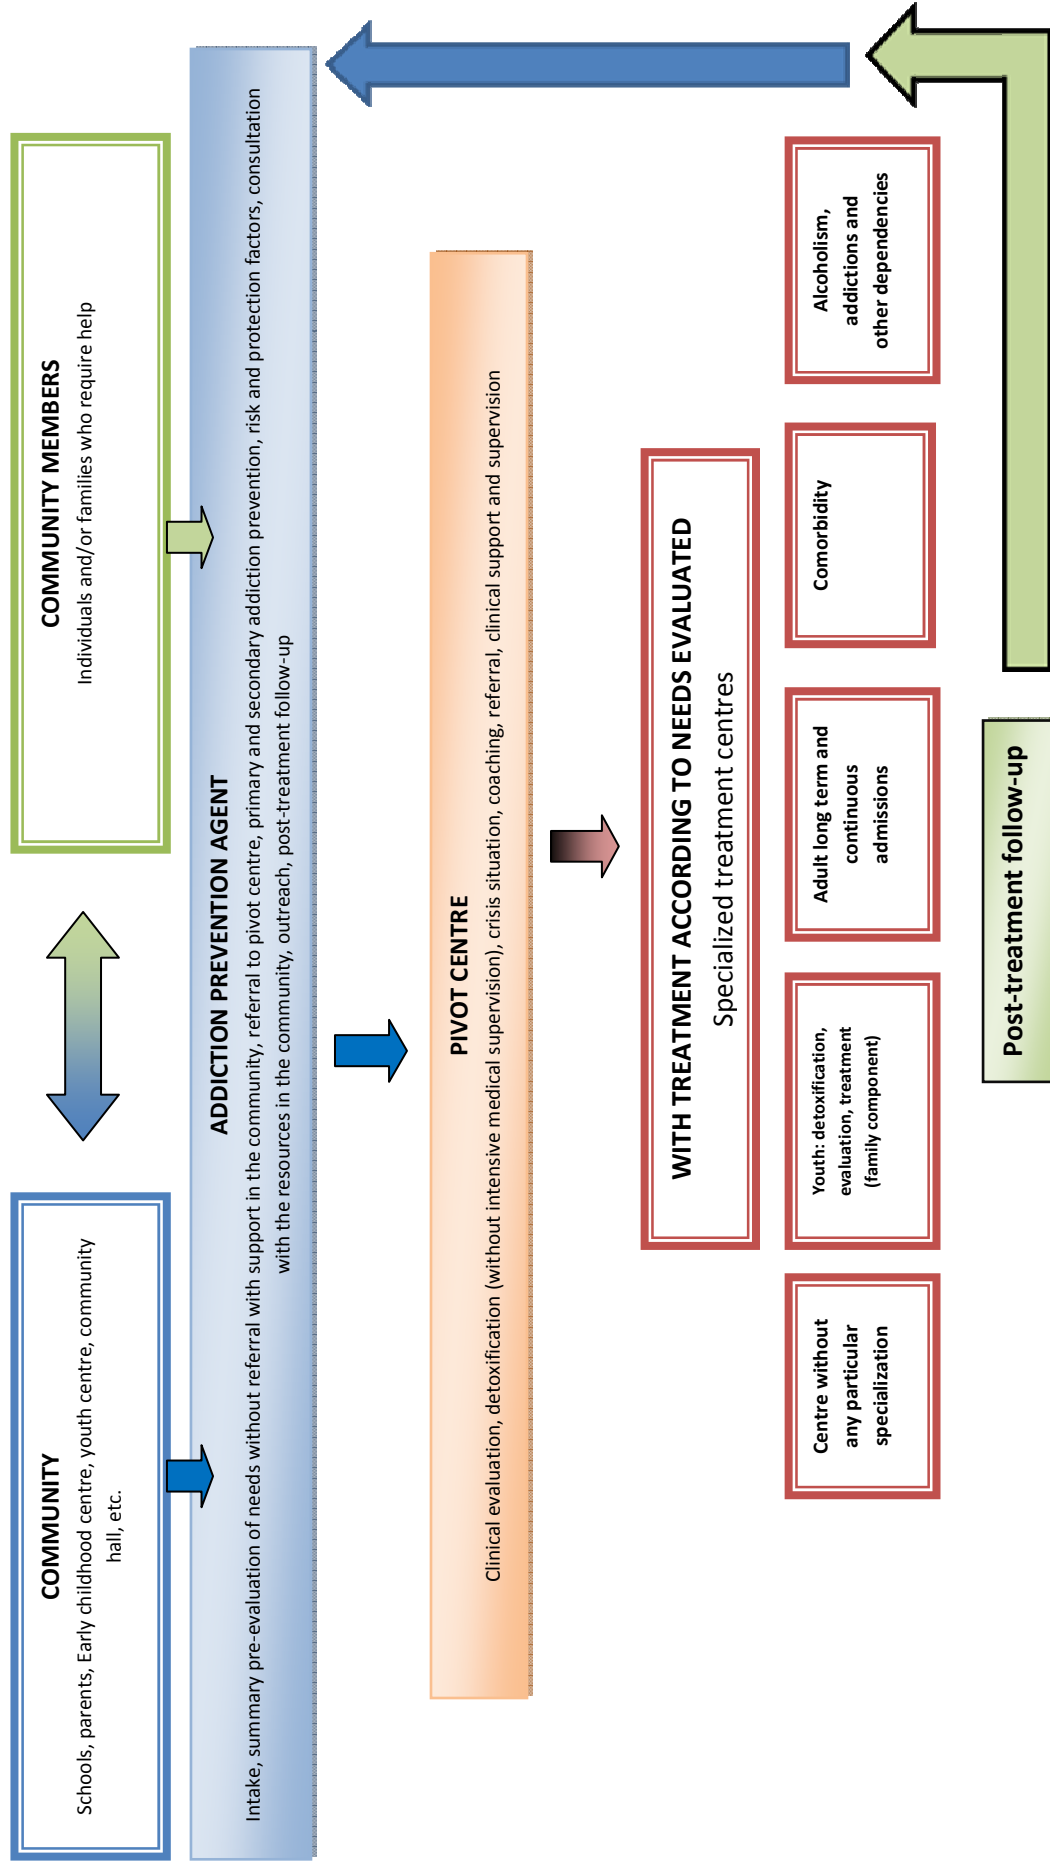 COMMUNITY
Schools, parents, Early childhood centre, youth centre, community
hall, etc.
COMMUNITY MEMBERS
Individuals and/or families who require help
ADDICTION PREVENTION AGENT
Intake, summary pre-evaluation of needs without referral with support in the community, referral to pivot centre, primary and secondary addiction prevention, risk and protection factors, consultation
with the resources in the community, outreach, post-treatment follow-up
PIVOT CENTRE
Clinical evaluation, detoxification (without intensive medical supervision), crisis situation, coaching, referral, clinical support and supervision
WITH TREATMENT ACCORDING TO NEEDS EVALUATED
Specialized treatment centres
Centre without
any particular
specialization
Youth: detoxification,
evaluation, treatment
(family component)
Adult long term and
continuous
admissions
Comorbidity
Alcoholism,
addictions and
other dependencies
Post-treatment follow-up